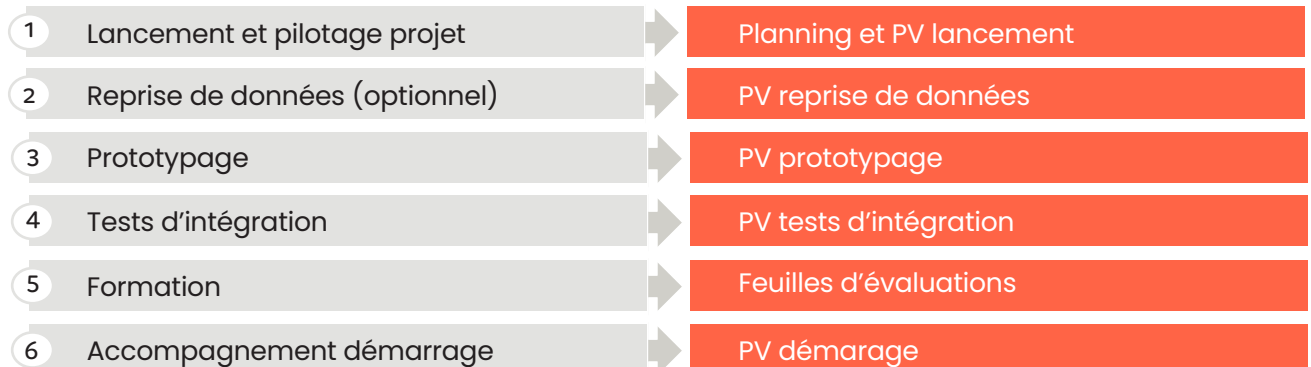 1 Lancement et pilotage projet Planning et PV lancement
2 Reprise de données (optionnel) PV reprise de données
3 Prototypage PV prototypage
4 Tests d’intégration PV tests d’intégration
5 Formation Feuilles d’évaluations
6 Accompagnement démarrage PV démarage